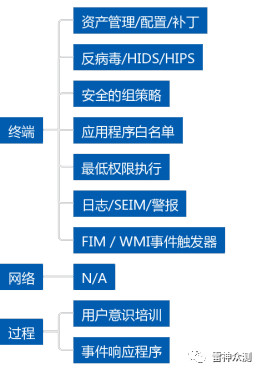 终端
资产管理/配置/补丁
反病毒/HIDS/HIPS
安全的组策略
应用程序白名单
最低权限执行
日志/SEIM/警报
FIM / WMI事件触发器
网络
N/A
过程
用户意识培训
事件响应程序
雷神众测